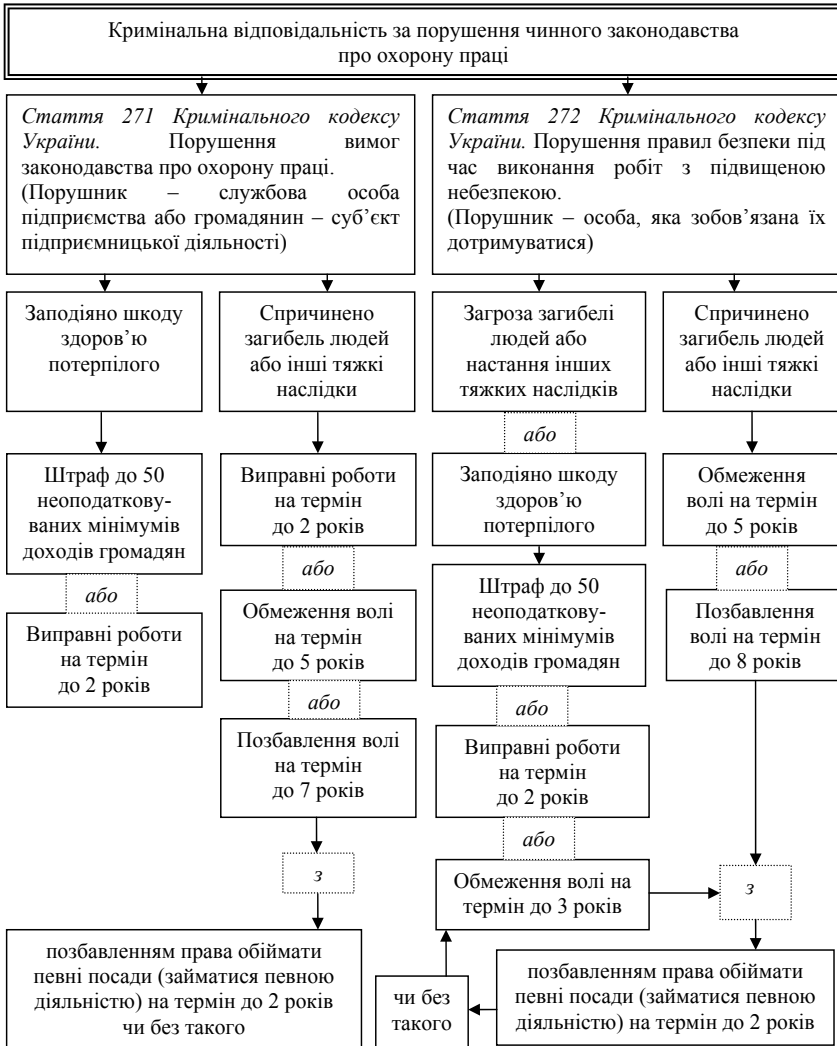 Кримінальна відповідальність за порушення чинного законодавства
про охорону праці
Стаття 271 Кримінального кодексу
України. Порушення вимог
законодавства про охорону праці.
(Порушник – службова особа
підприємства або громадянин – суб’єкт
підприємницької діяльності)
Стаття 272 Кримінального кодексу
України. Порушення правил безпеки під
час виконання робіт з підвищеною
небезпекою.
(Порушник – особа, яка зобов’язана їх
дотримуватися)
Заподіяно шкоду
здоров’ю
потерпілого
Штраф до 50
неоподаткову-
ваних мінімумів
доходів громадян
або
Виправні роботи
на термін
до 2 років
Спричинено
загибель людей
або інші тяжкі
наслідки
Виправні роботи
на термін
до 2 років
або
Обмеження волі
на термін
до 5 років
або
Позбавлення волі
на термін
до 7 років
з
позбавленням права обіймати
певні посади (займатися певною
діяльністю) на термін до 2 років
чи без такого
Загроза загибелі
людей або
настання інших
тяжких наслідків
або
Заподіяно шкоду
здоров’ю
потерпілого
Штраф до 50
неоподаткову-
ваних мінімумів
доходів громадян
або
Виправні роботи
на термін
до 2 років
або
Обмеження волі на
термін до 3 років
Спричинено
загибель людей
або інші тяжкі
наслідки
Обмеження
волі на термін
до 5 років
або
Позбавлення
волі на термін
до 8 років
з
позбавленням права обіймати
певні посади (займатися певною
діяльністю) на термін до 2 років
чи без
такого